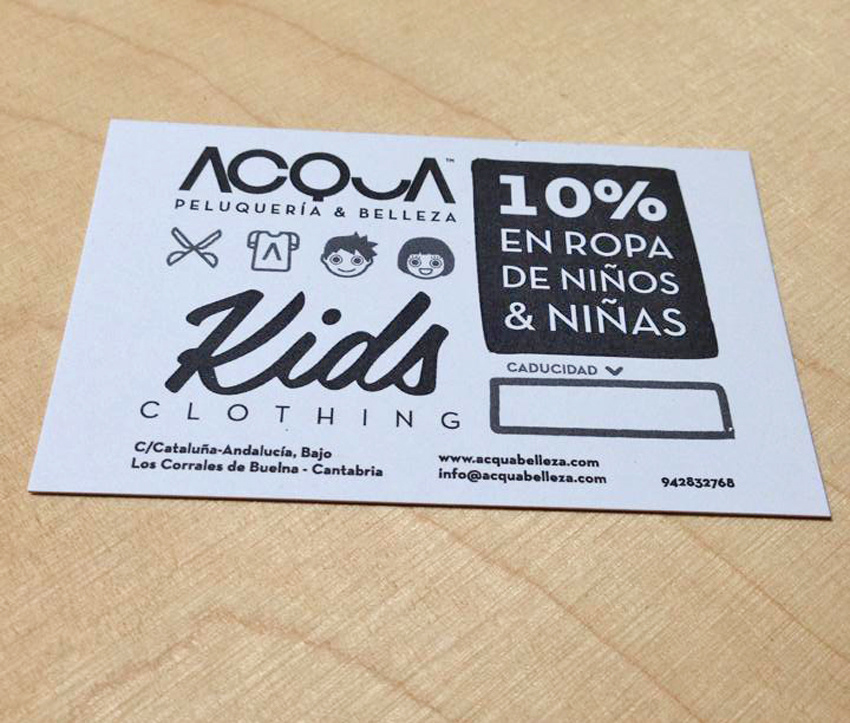 ACQUA™
PELUQUERÍA & BELLEZA
Kids
CLOTHING
10%
EN ROPA
DE NIÑOS
& NIÑAS
CADUCIDAD
C/Cataluña-Andalucía, Bajo
Los Corrales de Buelna - Cantabria
www.acquabelleza.com
info@acquabelleza.com
942832768